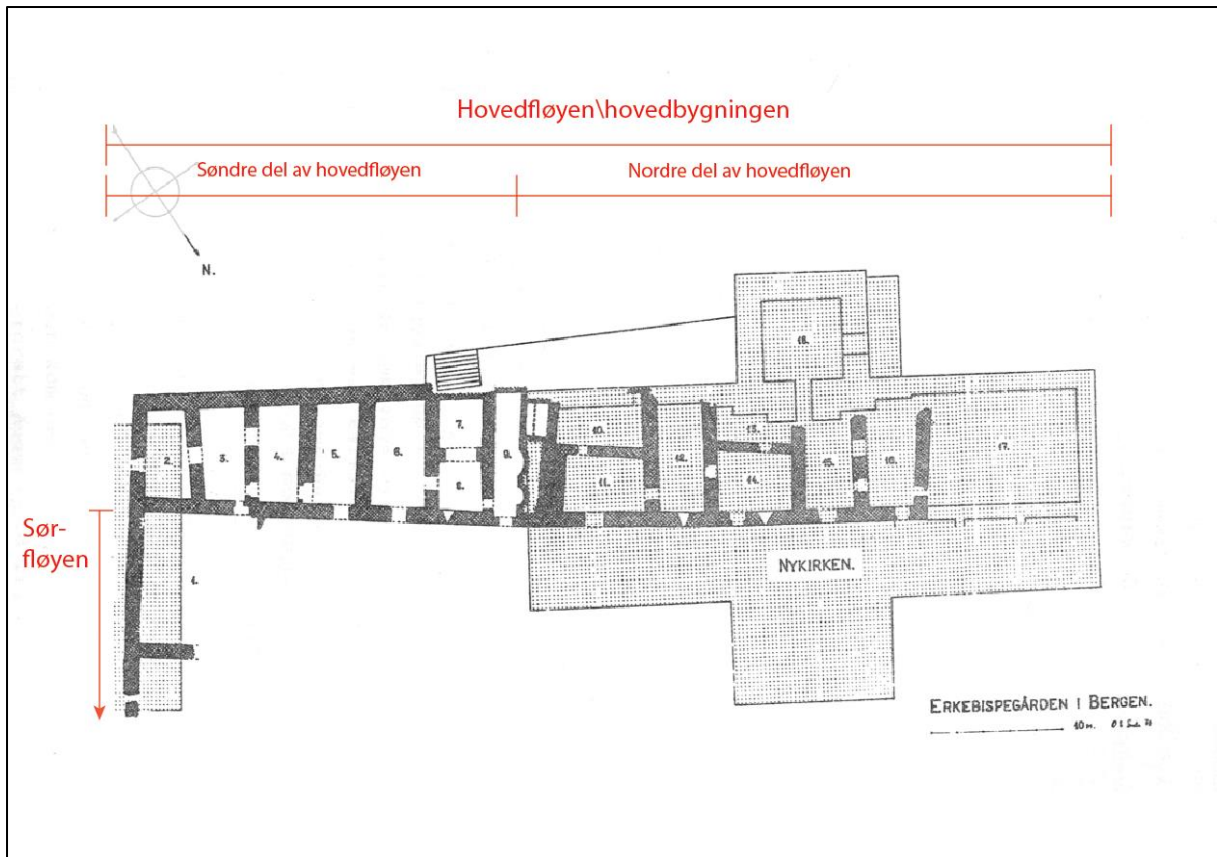 Hovedfløyen\hovedbygningen
Søndre del av hovedfløyen
Nordre del av hovedfløyen
N.
18.
7.
10.
13.
2.
3.
4.
5.
6.
9.
12.
15.
16.
17.
8.
11.
14.
Sør-
fløyen
1.
NYKIRKEN.
ERKEBISPEGÅRDEN I BERGEN.
10 m.